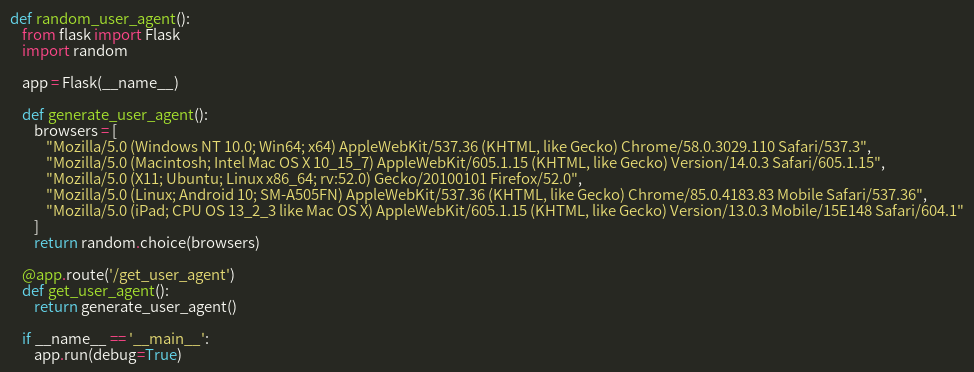 def random_user_agent():
from flask import Flask
import random
app = Flask(__name__)
def generate_user_agent():
browsers = [
"Mozilla/5.0 (Windows NT 10.0; Win64; x64) AppleWebKit/537.36 (KHTML, like Gecko) Chrome/58.0.3029.110 Safari/537.3",
"Mozilla/5.0 (Macintosh; Intel Mac OS X 10_15_7) AppleWebKit/605.1.15 (KHTML, like Gecko) Version/14.0.3 Safari/605.1.15",
"Mozilla/5.0 (X11; Ubuntu; Linux x86_64; rv:52.0) Gecko/20100101 Firefox/52.0",
"Mozilla/5.0 (Linux; Android 10; SM-A505FN) AppleWebKit/537.36 (KHTML, like Gecko) Chrome/85.0.4183.83 Mobile Safari/537.36",
"Mozilla/5.0 (iPad; CPU OS 13_2_3 like Mac OS X) AppleWebKit/605.1.15 (KHTML, like Gecko) Version/13.0.3 Mobile/15E148 Safari/604.1"
]
return random.choice(browsers)
@app.route('/get_user_agent')
def get_user_agent():
return generate_user_agent()
if __name__ == '__main__':
app.run(debug=True)